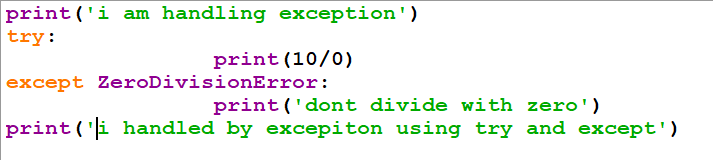 print('i am handling exception')
try:
                print(10/0)
except ZeroDivisionError:
                print('dont divide with zero')
print('i handled by excepiton using try and except')